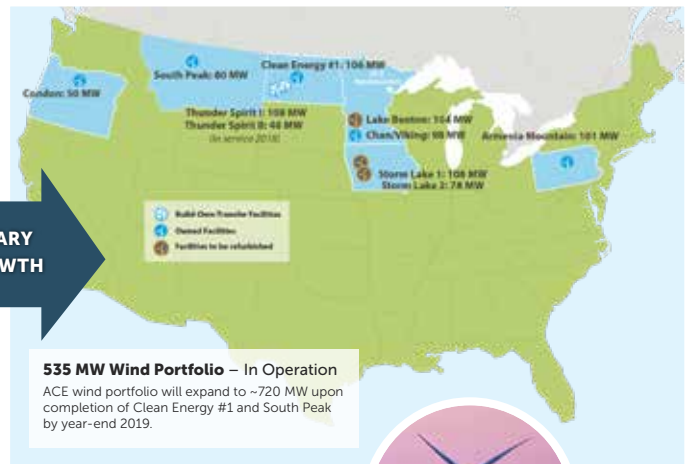 Clean Energy #1: 106 MW
South Peak: 80 MW
Condon: 50 MW
Thunder Spirit I: 108 MW
Thunder Spirit II: 48 MW
(In service 2018)
Lake Benton: 104 MW
Chan/Viking: 98 MW
Armenia Mountain: 101 MW
Storm Lake 1: 108 MW
Storm Lake 2: 78 MW
Build-Own-Transfer Facilities
Owned Facilities
Facilities to be refurbished
ARY
WTH
535 MW Wind Portfolio – In Operation
ACE wind portfolio will expand to ~720 MW upon
completion of Clean Energy #1 and South Peak
by year-end 2019.